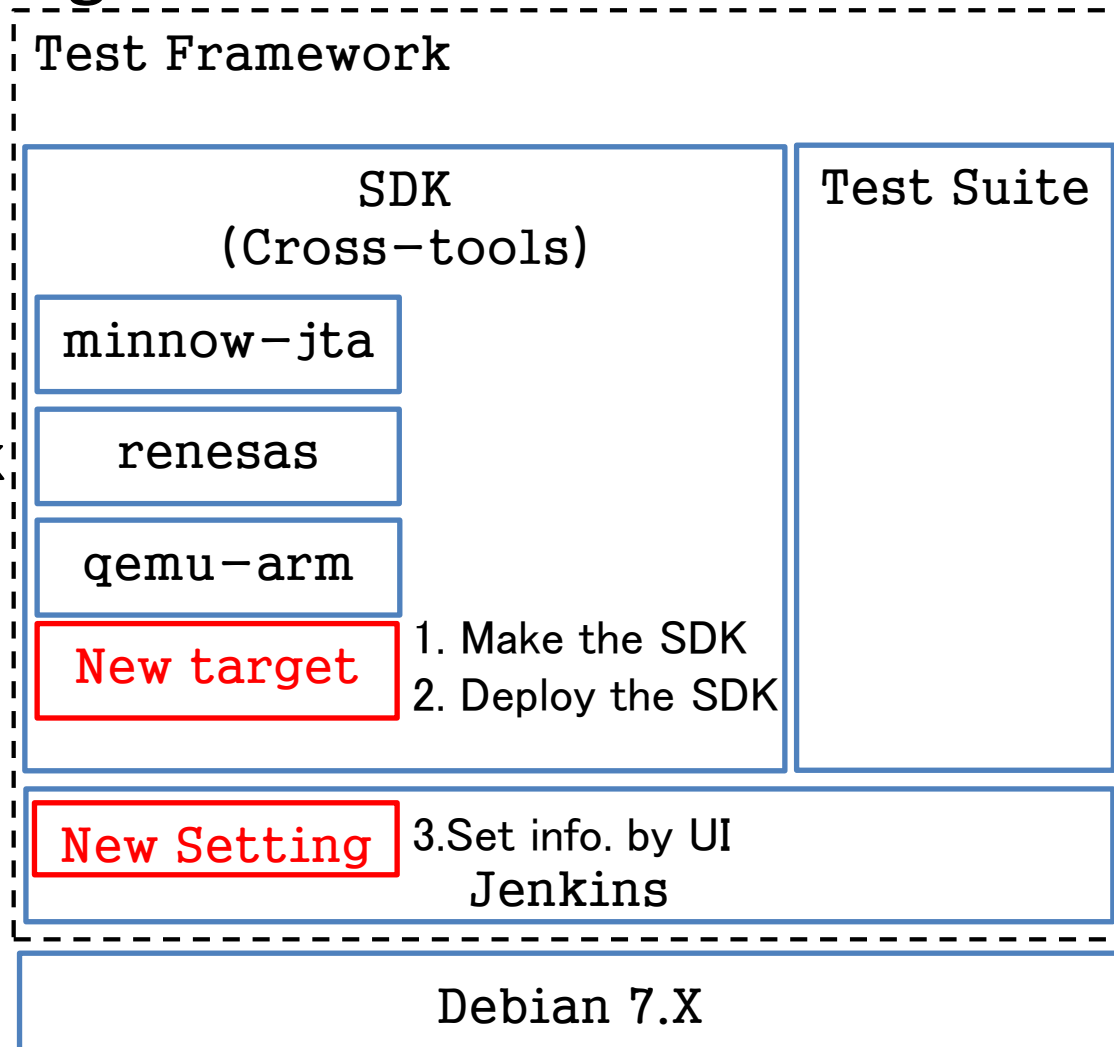 Test Framework
SDK
(Cross-tools)
Test Suite
minnow-jta
renesas
qemu-arm
New target
1. Make the SDK
2. Deploy the SDK
New Setting
3.Set info. by UI
Jenkins
Debian 7.X